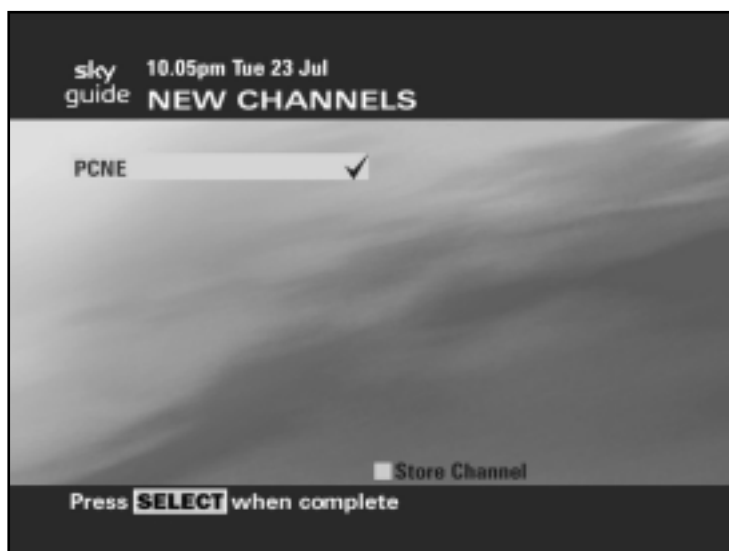 sky guide
10.05pm Tue 23 Jul
NEW CHANNELS
PCNE
Store Channel
Press SELECT when complete